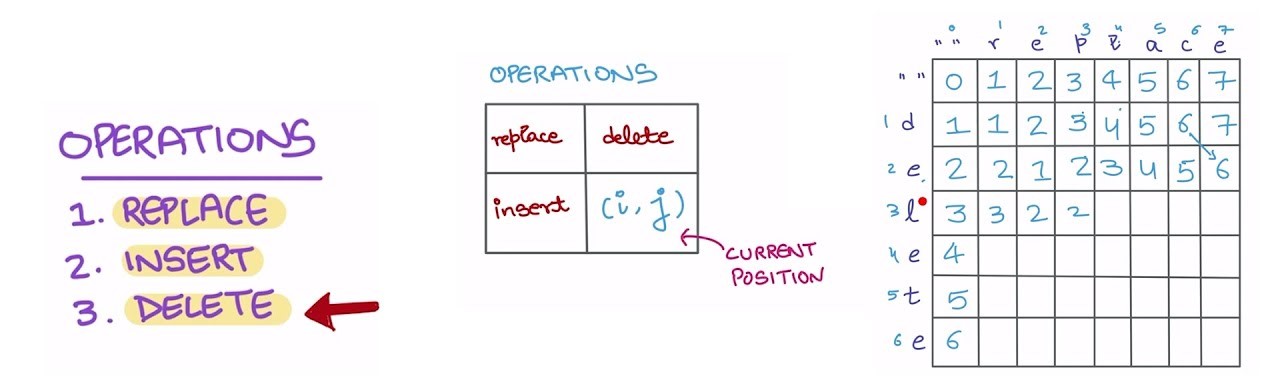 OPERATIONS
1. REPLACE
2. INSERT
3. DELETE
OPERATIONS
replace delete
insert (i, j)
CURRENT
POSITION
0 1 2 3 4 5 6 7
" " r e p l a c e
" " 0 1 2 3 4 5 6 7
1 d 1 1 2 3 4 5 6 7
2 e 2 2 1 2 3 4 5 6
3 l 3 3 2 2
4 e 4
5 t 5
6 e 6